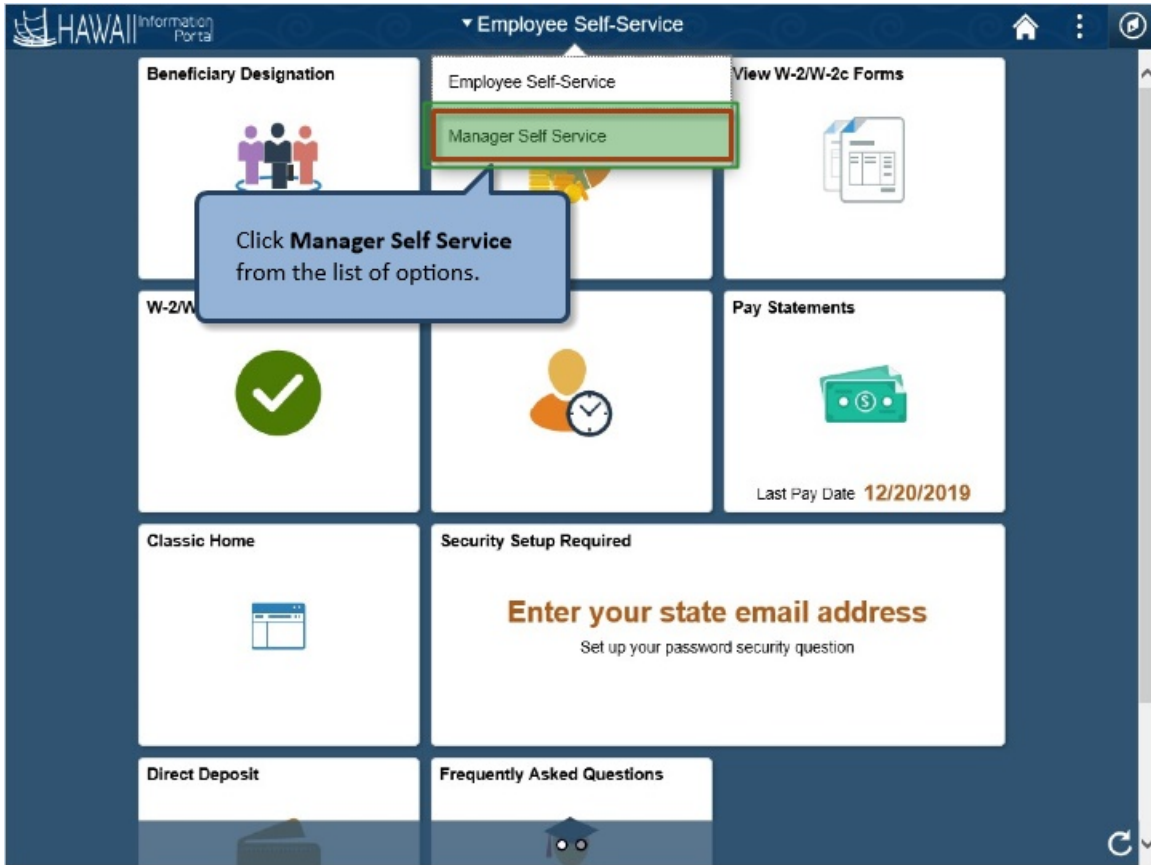 HAWAII Information
Portal
Employee Self-Service
Beneficiary Designation
Employee Self-Service
Manager Self Service
View W-2/W-2c Forms
Click Manager Self Service
from the list of options.
W-2/W
Pay Statements
Last Pay Date 12/20/2019
Classic Home
Security Setup Required
Enter your state email address
Set up your password security question
Direct Deposit
Frequently Asked Questions